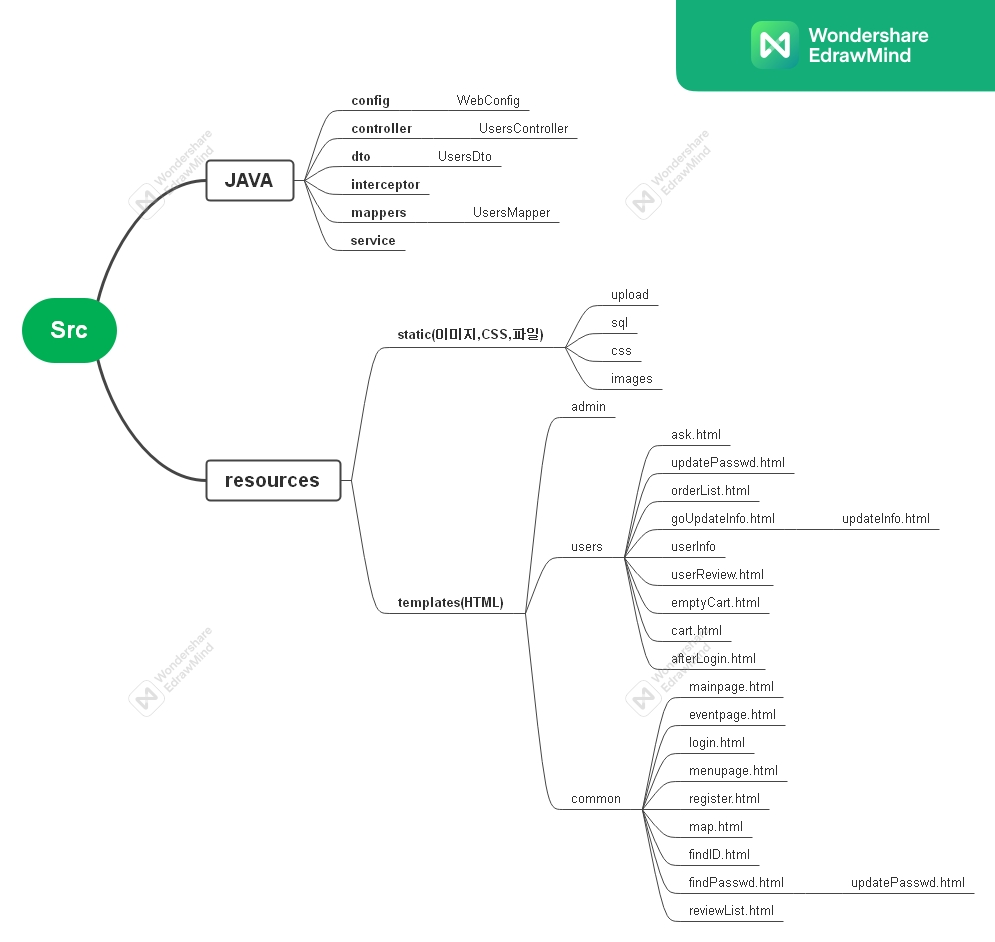 Wondershare
EdrawMind
config
WebConfig
controller
UsersController
dto
UsersDto
interceptor
mappers
UsersMapper
service
JAVA
Src
resources
static(이미지,CSS,파일)
upload
sql
css
images
templates(HTML)
admin
users
ask.html
updatePasswd.html
orderList.html
goUpdateInfo.html
updateInfo.html
userInfo
userReview.html
emptyCart.html
cart.html
afterLogin.html
common
mainpage.html
eventpage.html
login.html
menupage.html
register.html
map.html
findID.html
findPasswd.html
updatePasswd.html
reviewList.html
Wondershare
EdrawMind
Wondershare
EdrawMind
Wondershare
EdrawMind
Wondershare
EdrawMind